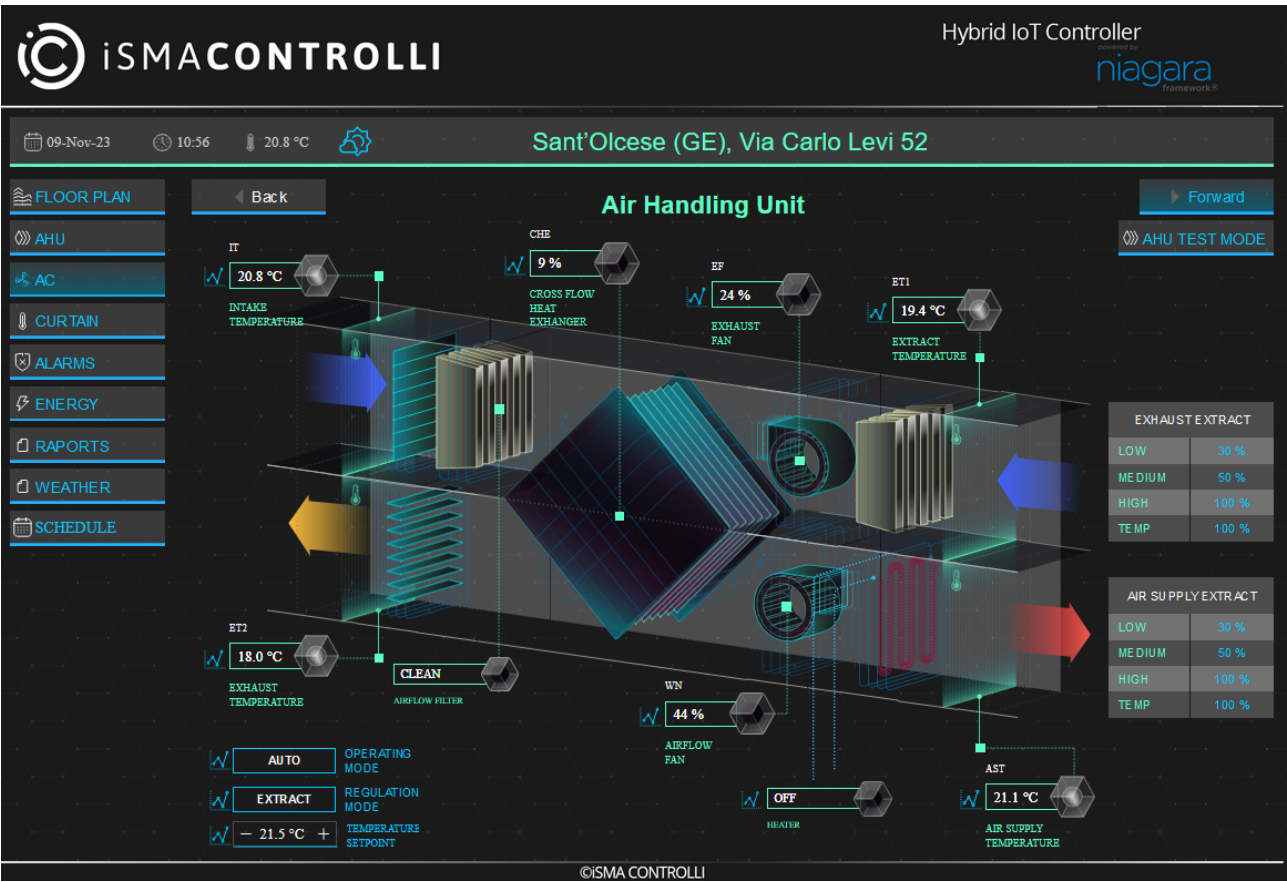 iSMACONTROLLI
Hybrid IoT Controller
powered by
niagara
framework®
09-Nov-23
10:56
20.8 °C
Sant'Olcese (GE), Via Carlo Levi 52
FLOOR PLAN
AHU
AC
CURTAIN
ALARMS
ENERGY
RAPORTS
WEATHER
SCHEDULE
Back
Air Handling Unit
Forward
AHU TEST MODE
IT
20.8 °C
INTAKE
TEMPERATURE
CHE
9 %
CROSS FLOW
HEAT
EXHANGER
EF
24 %
EXHAUST
FAN
ET1
19.4 °C
EXTRACT
TEMPERATURE
EXHAUST EXTRACT
LOW 30 %
MEDIUM 50 %
HIGH 100 %
TEMP 100 %
AIR SUPPLY EXTRACT
LOW 30 %
MEDIUM 50 %
HIGH 100 %
TEMP 100 %
ET2
18.0 °C
EXHAUST
TEMPERATURE
CLEAN
AIRFLOW FILTER
WN
44 %
AIRFLOW
FAN
OFF
HEATER
AST
21.1 °C
AIR SUPPLY
TEMPERATURE
AUTO
OPERATING
MODE
EXTRACT
REGULATION
MODE
− 21.5 °C +
TEMPERATURE
SETPOINT
©iSMA CONTROLLI